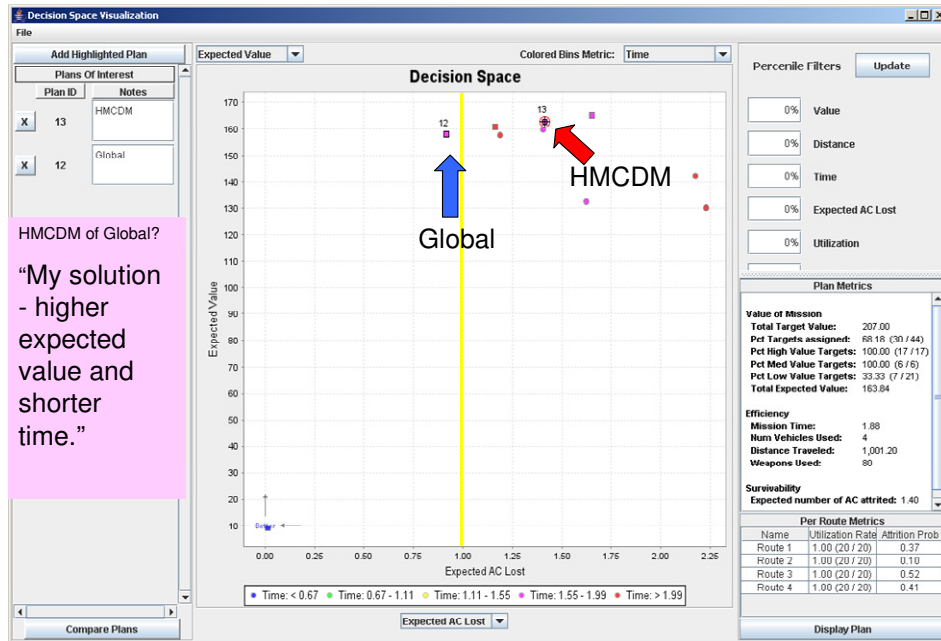 Decision Space Visualization
File
Add Highlighted Plan
Plans Of Interest
Plan ID Notes
X 13 HMCDM
X 12 Global
HMCDM of Global?
“My solution
- higher
expected
value and
shorter
time.”
Compare Plans
Expected Value
Colored Bins Metric: Time
Decision Space
Expected Value
170
160
150
140
130
120
110
100
90
80
70
60
50
40
30
20
10
12
13
HMCDM
Global
Better
0.00 0.25 0.50 0.75 1.00 1.25 1.50 1.75 2.00 2.25
Expected AC Lost
Time: < 0.67 Time: 0.67 - 1.11 Time: 1.11 - 1.55 Time: 1.55 - 1.99 Time: > 1.99
Expected AC Lost
Percenile Filters Update
0% Value
0% Distance
0% Time
0% Expected AC Lost
0% Utilization
Plan Metrics
Value of Mission
Total Target Value: 207.00
Pct Targets assigned: 68.18 (30 / 44)
Pct High Value Targets: 100.00 (17 / 17)
Pct Med Value Targets: 100.00 (6 / 6)
Pct Low Value Targets: 33.33 (7 / 21)
Total Expected Value: 163.84
Efficiency
Mission Time: 1.88
Num Vehicles Used: 4
Distance Traveled: 1,001.20
Weapons Used: 80
Survivability
Expected number of AC attrited: 1.40
Per Route Metrics
Name Utilization Rate Attrition Prob
Route 1 1.00 (20 / 20) 0.37
Route 2 1.00 (20 / 20) 0.10
Route 3 1.00 (20 / 20) 0.52
Route 4 1.00 (20 / 20) 0.41
Display Plan